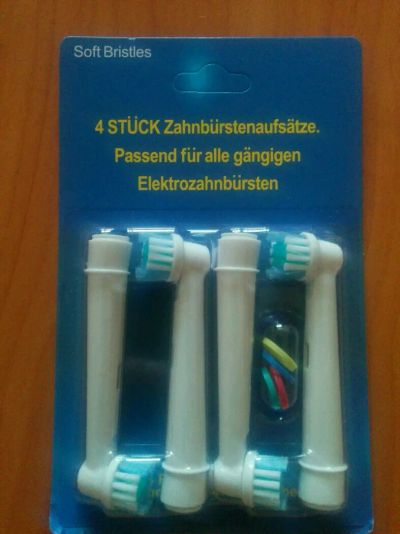 Soft Bristles
4 STÜCK Zahnbürstenaufsätze.
Passend für alle gängigen
Elektrozahnbürsten